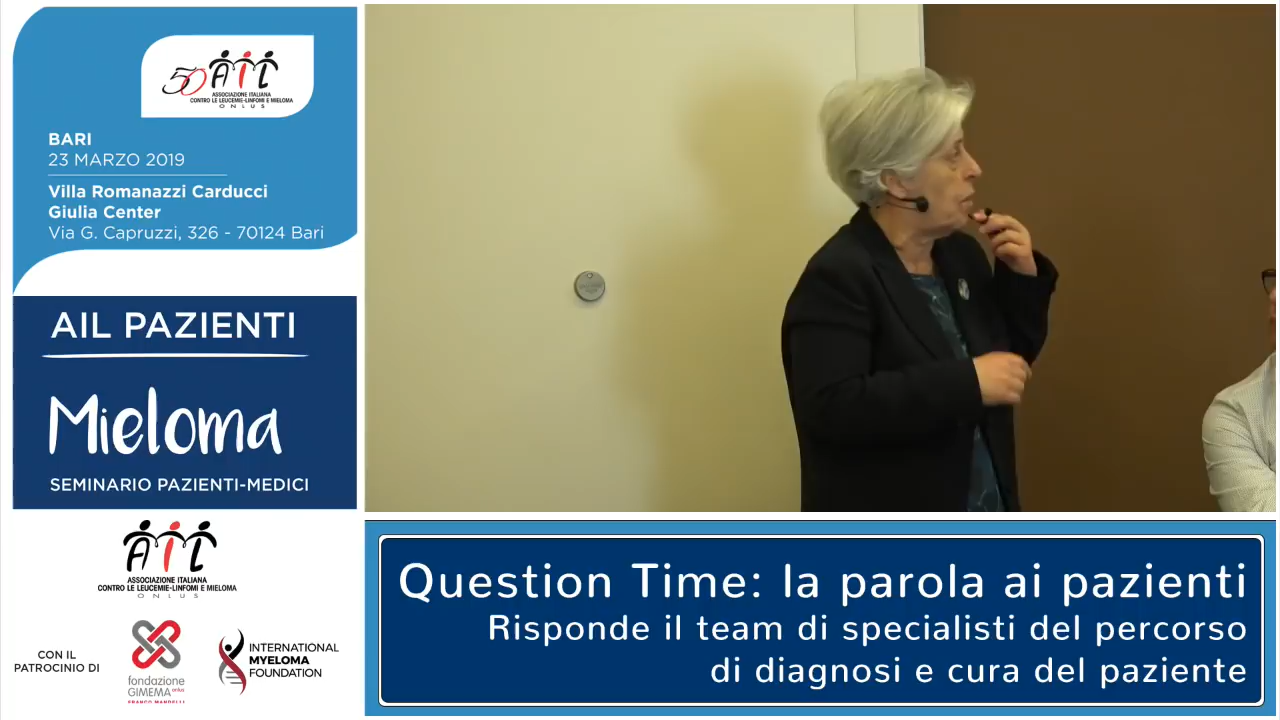 50 AIL
ASSOCIAZIONE ITALIANA
CONTRO LE LEUCEMIE-LINFOMI E MIELOMA
ONLUS
BARI
23 MARZO 2019
Villa Romanazzi Carducci
Giulia Center
Via G. Capruzzi, 326 - 70124 Bari
AIL PAZIENTI
Mieloma
SEMINARIO PAZIENTI-MEDICI
AIL
ASSOCIAZIONE ITALIANA
CONTRO LE LEUCEMIE-LINFOMI E MIELOMA
ONLUS
CON IL
PATROCINIO DI
fondazione
GIMEMA onlus
FRANCO MANDELLI
INTERNATIONAL
MYELOMA
FOUNDATION
Question Time: la parola ai pazienti
Risponde il team di specialisti del percorso
di diagnosi e cura del paziente